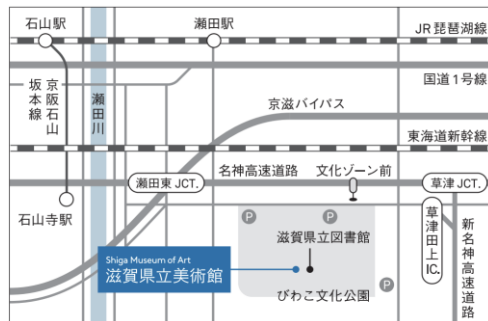 石山駅
瀬田駅
JR琵琶湖線
国道1号線
京阪石山
坂本線
瀬田川
京滋バイパス
東海道新幹線
瀬田東 JCT.
名神高速道路
文化ゾーン前
草津 JCT.
石山寺駅
P
P
滋賀県立図書館
草津田上IC.
新名神高速道路
Shiga Museum of Art
滋賀県立美術館
びわこ文化公園
P